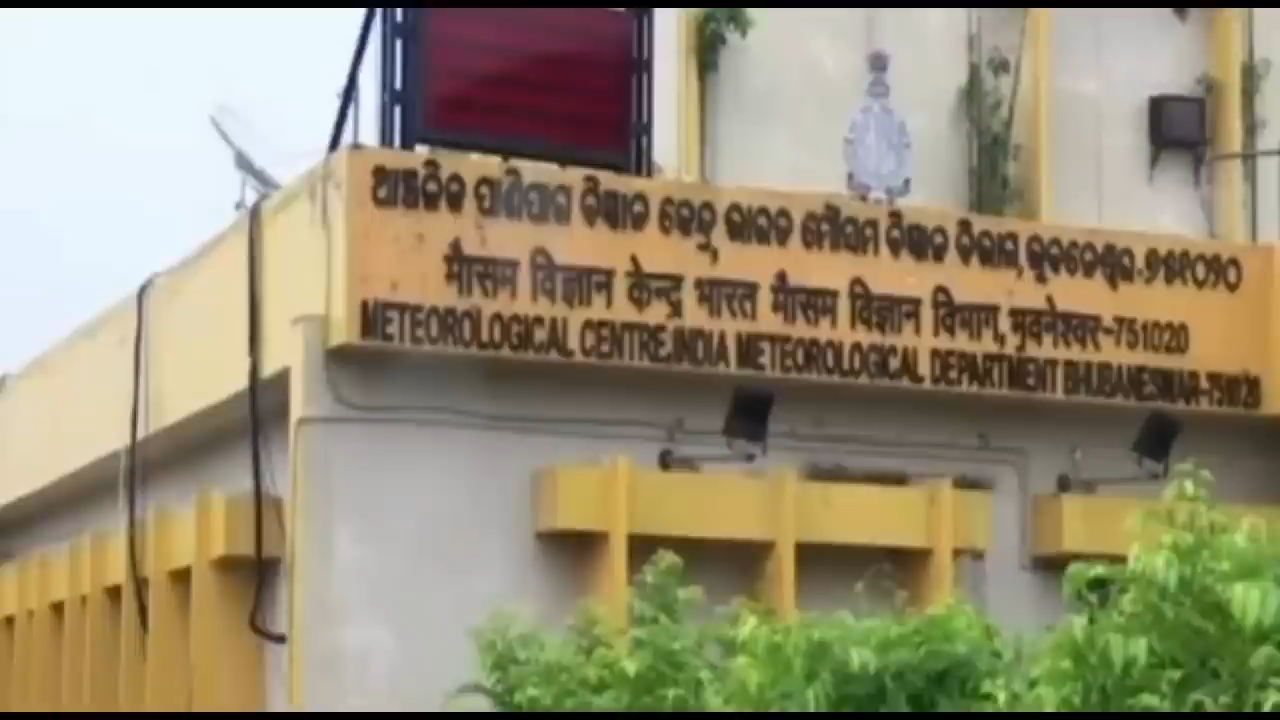 ଆଞ୍ଚଳିକ ପାଣିପାଗ ବିଜ୍ଞାନ କେନ୍ଦ୍ର, ଭାରତ ମୌସମ ବିଜ୍ଞାନ ବିଭାଗ, ଭୁବନେଶ୍ୱର-୭୫୧୦୨୦
मौसम विज्ञान केन्द्र भारत मौसम विज्ञान विभाग, भुवनेश्वर-751020
METEOROLOGICAL CENTRE,INDIA METEOROLOGICAL DEPARTMENT BHUBANESWAR-751020